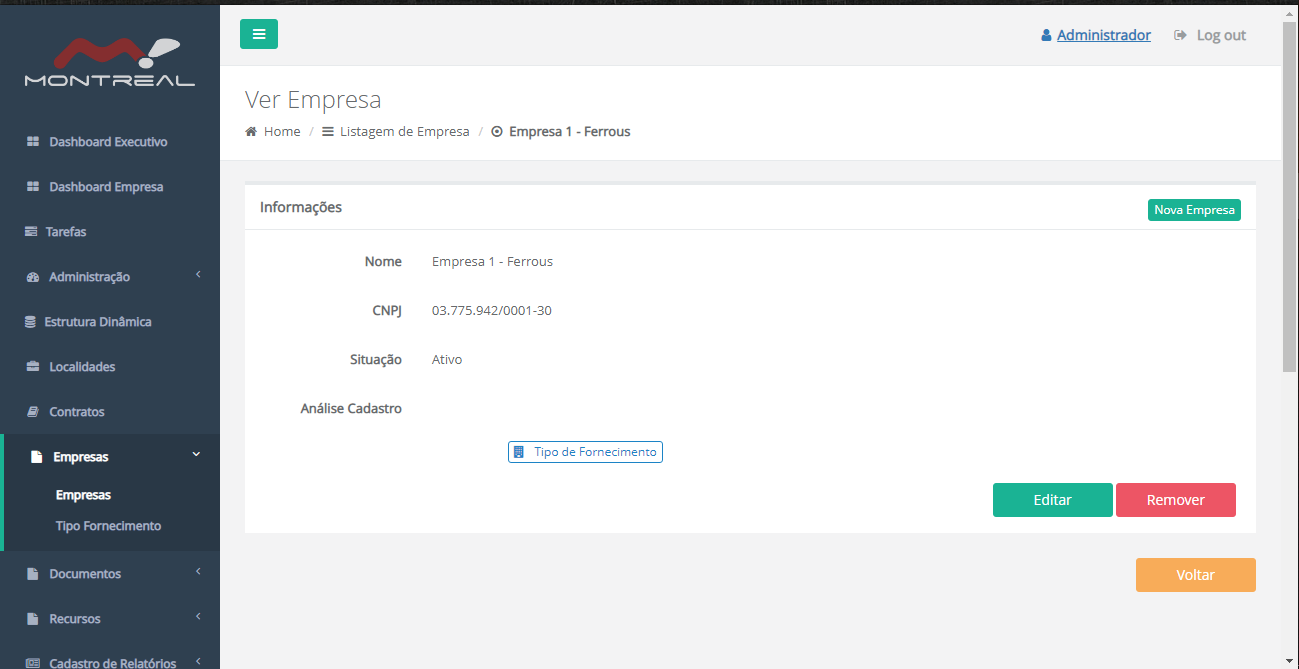 MONTREAL
Administrador
Log out
Dashboard Executivo
Dashboard Empresa
Tarefas
Administração
Estrutura Dinâmica
Localidades
Contratos
Empresas
Empresas
Tipo Fornecimento
Documentos
Recursos
Cadastro de Relatórios
Ver Empresa
Home / Listagem de Empresa / Empresa 1 - Ferrous
Informações
Nova Empresa
Nome Empresa 1 - Ferrous
CNPJ 03.775.942/0001-30
Situação Ativo
Análise Cadastro
Tipo de Fornecimento
Editar Remover
Voltar